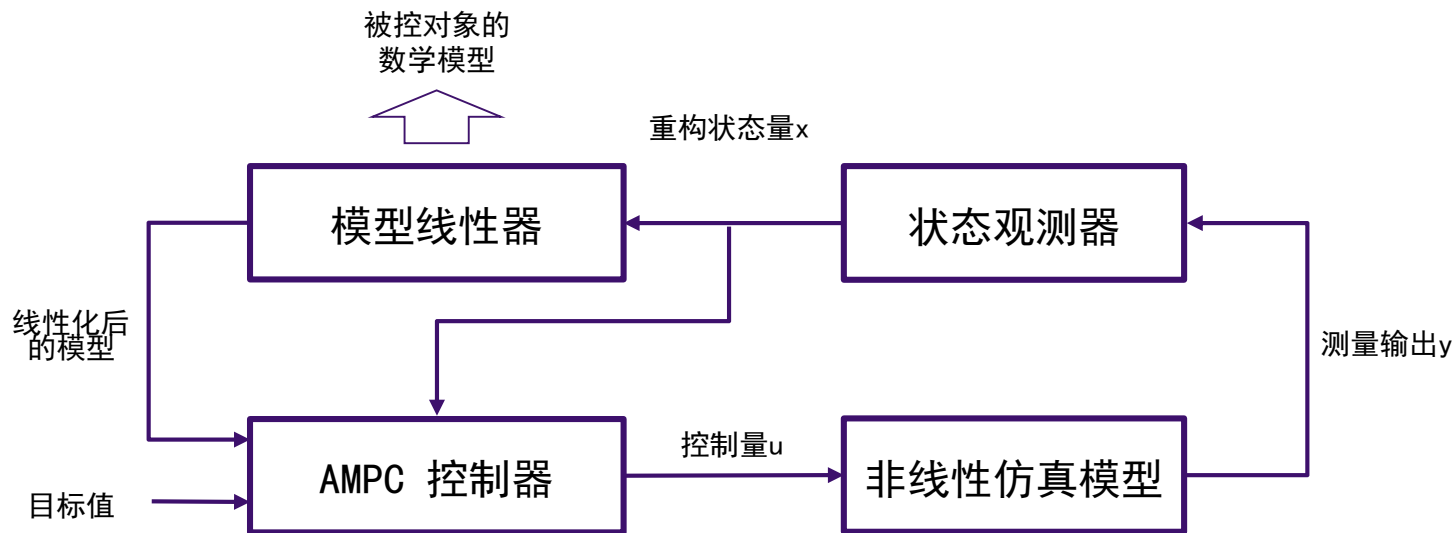 被控对象的
数学模型
重构状态量x
模型线性器
状态观测器
线性化后
的模型
测量输出y
控制量u
AMPC 控制器
非线性仿真模型
目标值